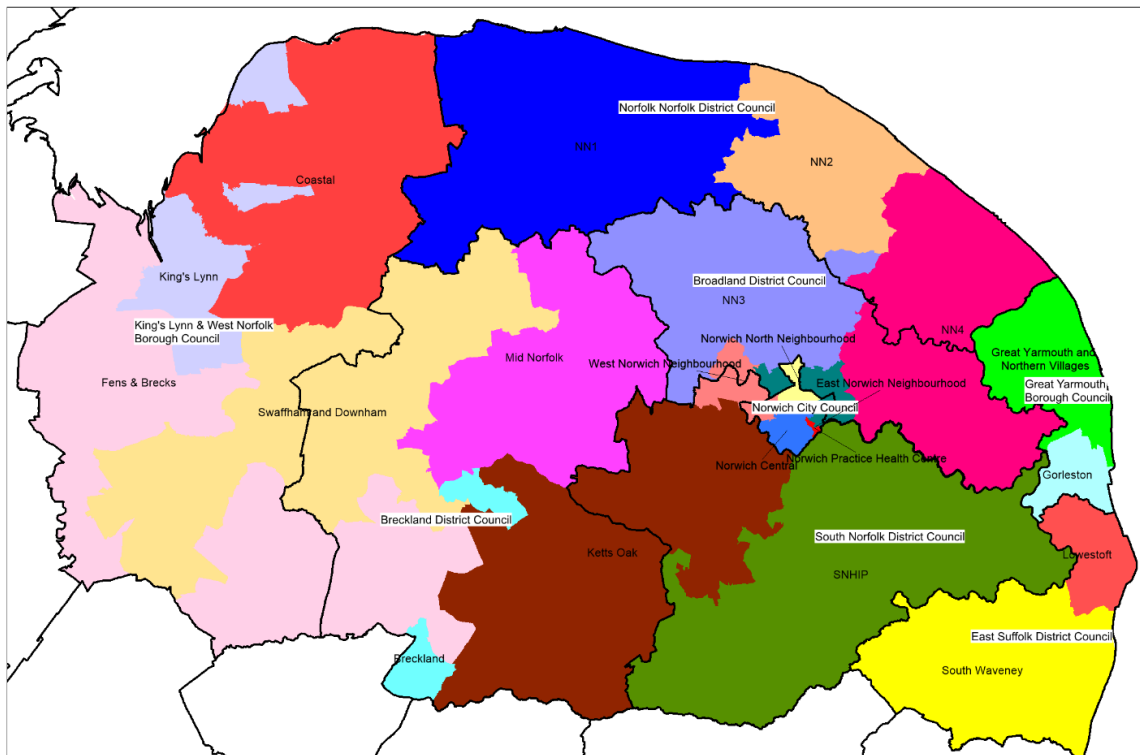 Norfolk Norfolk District Council
NN1
NN2
Coastal
King's Lynn
Broadland District Council
NN3
King's Lynn & West Norfolk
Borough Council
Norwich North Neighbourhood
NN4
Mid Norfolk
West Norwich Neighbourhood
Great Yarmouth and
Northern Villages
Fens & Brecks
East Norwich Neighbourhood
Great Yarmouth
Borough Council
Swaffham and Downham
Norwich City Council
Norwich Practice Health Centre
Norwich Central
Gorleston
Breckland District Council
South Norfolk District Council
Ketts Oak
Lowestoft
SNHIP
East Suffolk District Council
Breckland
South Waveney